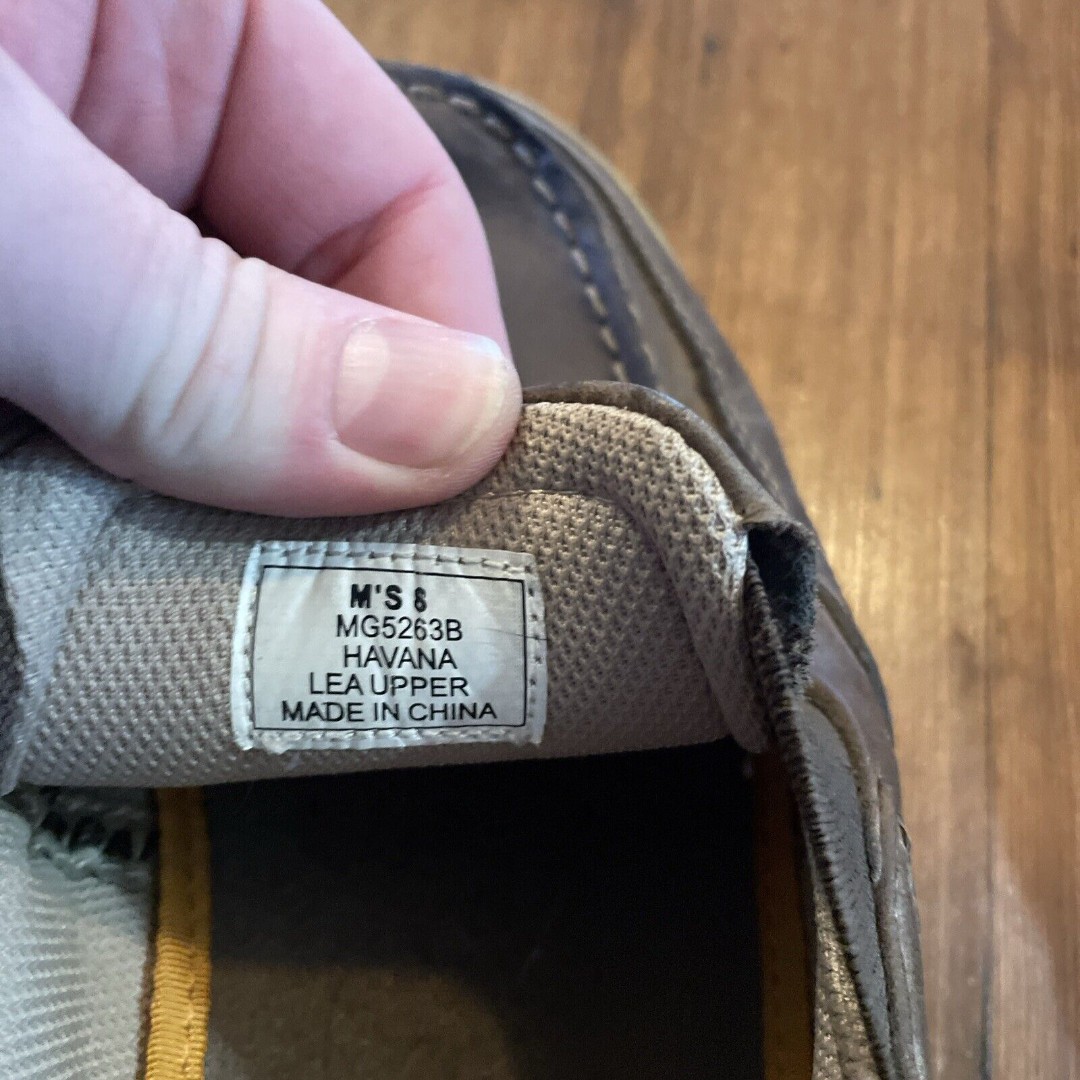 M'S 8
MG5263B
HAVANA
LEA UPPER
MADE IN CHINA